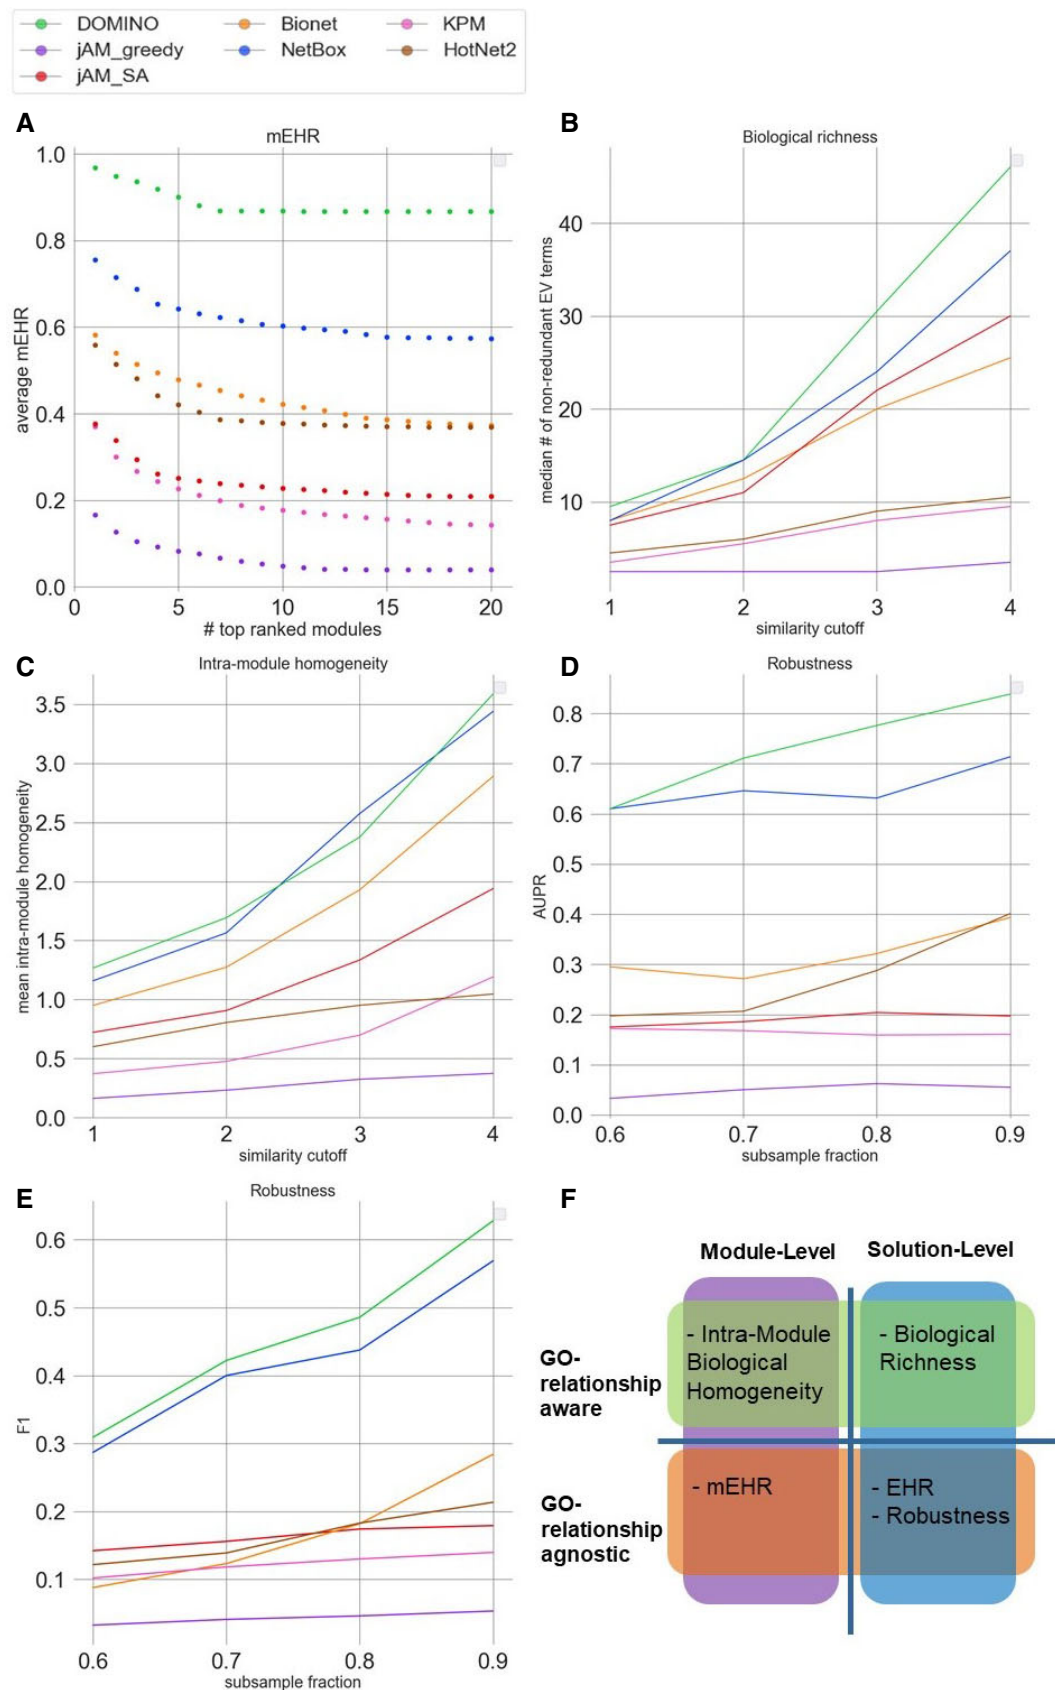 DOMINO
Bionet
KPM
jAM_greedy
NetBox
HotNet2
jAM_SA
A
mEHR
1.0
0.8
0.6
0.4
0.2
0.0
average mEHR
0 5 10 15 20
# top ranked modules
B
Biological richness
40
30
20
10
median # of non-redundant EV terms
1 2 3 4
similarity cutoff
C
Intra-module homogeneity
3.5
3.0
2.5
2.0
1.5
1.0
0.5
0.0
mean intra-module homogeneity
1 2 3 4
similarity cutoff
D
Robustness
0.8
0.7
0.6
0.5
0.4
0.3
0.2
0.1
0.0
AUPR
0.6 0.7 0.8 0.9
subsample fraction
E
Robustness
0.6
0.5
0.4
0.3
0.2
0.1
F1
0.6 0.7 0.8 0.9
subsample fraction
F
Module-Level
Solution-Level
GO-
relationship
aware
- Intra-Module
Biological
Homogeneity
- Biological
Richness
GO-
relationship
agnostic
- mEHR
- EHR
- Robustness